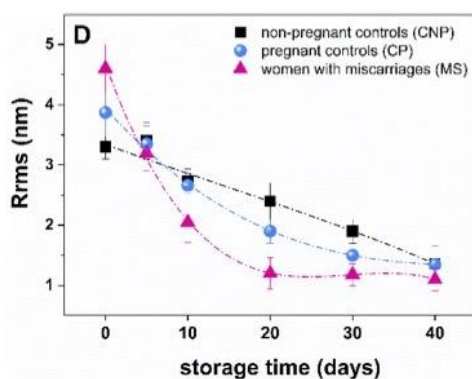 D
non-pregnant controls (CNP)
pregnant controls (CP)
women with miscarriages (MS)
Rrms (nm)
5
4
3
2
1
0 10 20 30 40
storage time (days)